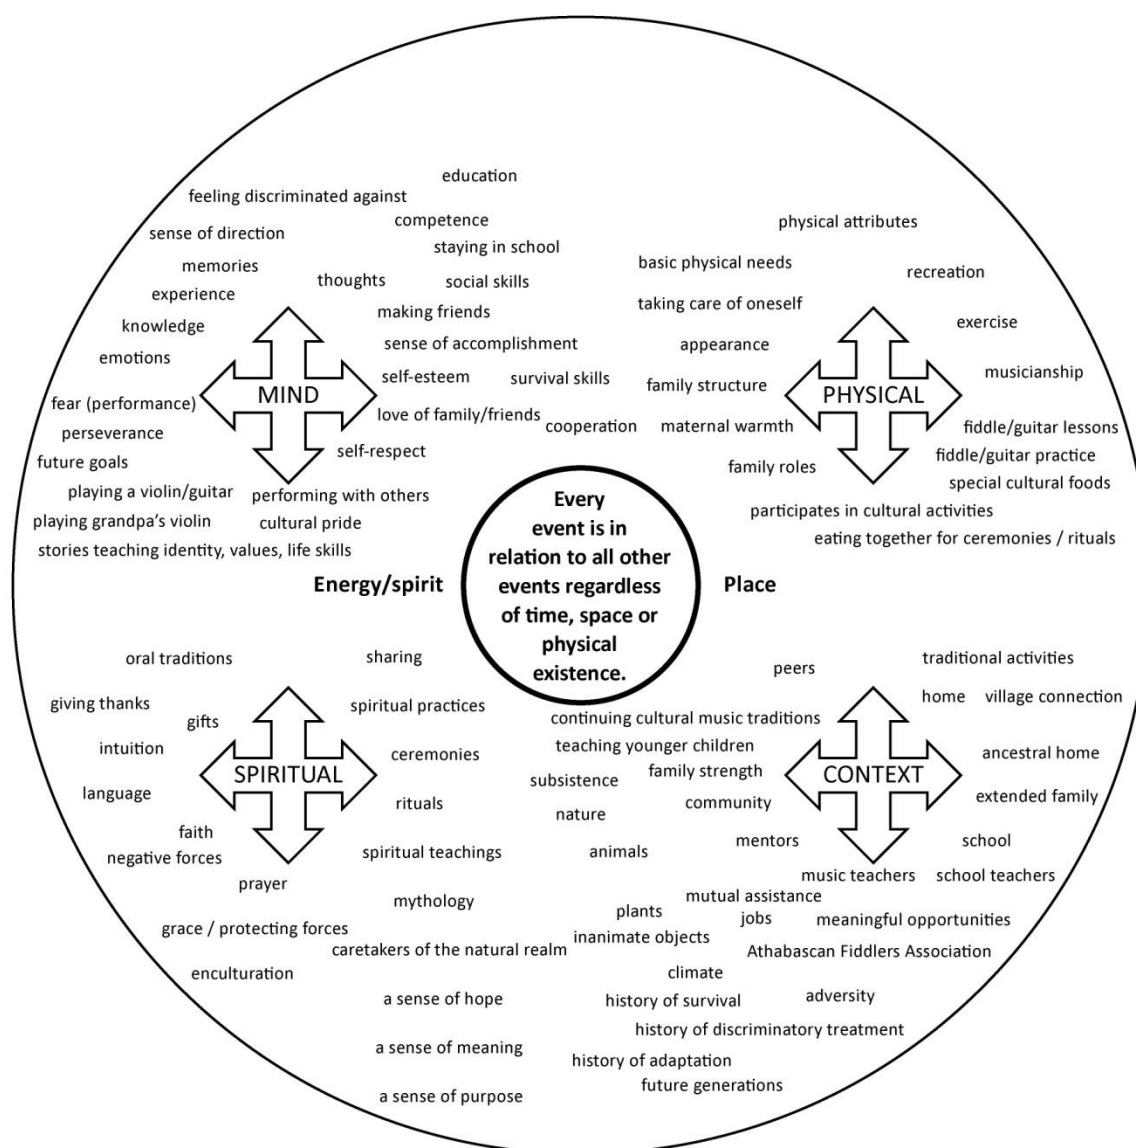 education
feeling discriminated against
competence
sense of direction
staying in school
memories
thoughts
social skills
experience
making friends
knowledge
sense of accomplishment
emotions
self-esteem
survival skills
MIND
fear (performance)
love of family/friends
cooperation
perseverance
self-respect
future goals
playing a violin/guitar
performing with others
playing grandpa's violin
cultural pride
stories teaching identity, values, life skills
physical attributes
basic physical needs
recreation
taking care of oneself
exercise
appearance
musicianship
family structure
PHYSICAL
maternal warmth
fiddle/guitar lessons
family roles
fiddle/guitar practice
special cultural foods
participates in cultural activities
eating together for ceremonies / rituals
Energy/spirit
Every
event is in
relation to all other
events regardless
of time, space or
physical
existence.
Place
oral traditions
sharing
giving thanks
spiritual practices
gifts
intuition
ceremonies
SPIRITUAL
language
rituals
faith
negative forces
spiritual teachings
prayer
mythology
grace / protecting forces
caretakers of the natural realm
enculturation
a sense of hope
a sense of meaning
a sense of purpose
peers
traditional activities
home
village connection
continuing cultural music traditions
teaching younger children
ancestral home
subsistence
family strength
CONTEXT
community
extended family
nature
mentors
school
animals
music teachers
school teachers
mutual assistance
plants
jobs
meaningful opportunities
inanimate objects
Athabascan Fiddlers Association
climate
history of survival
adversity
history of discriminatory treatment
history of adaptation
future generations